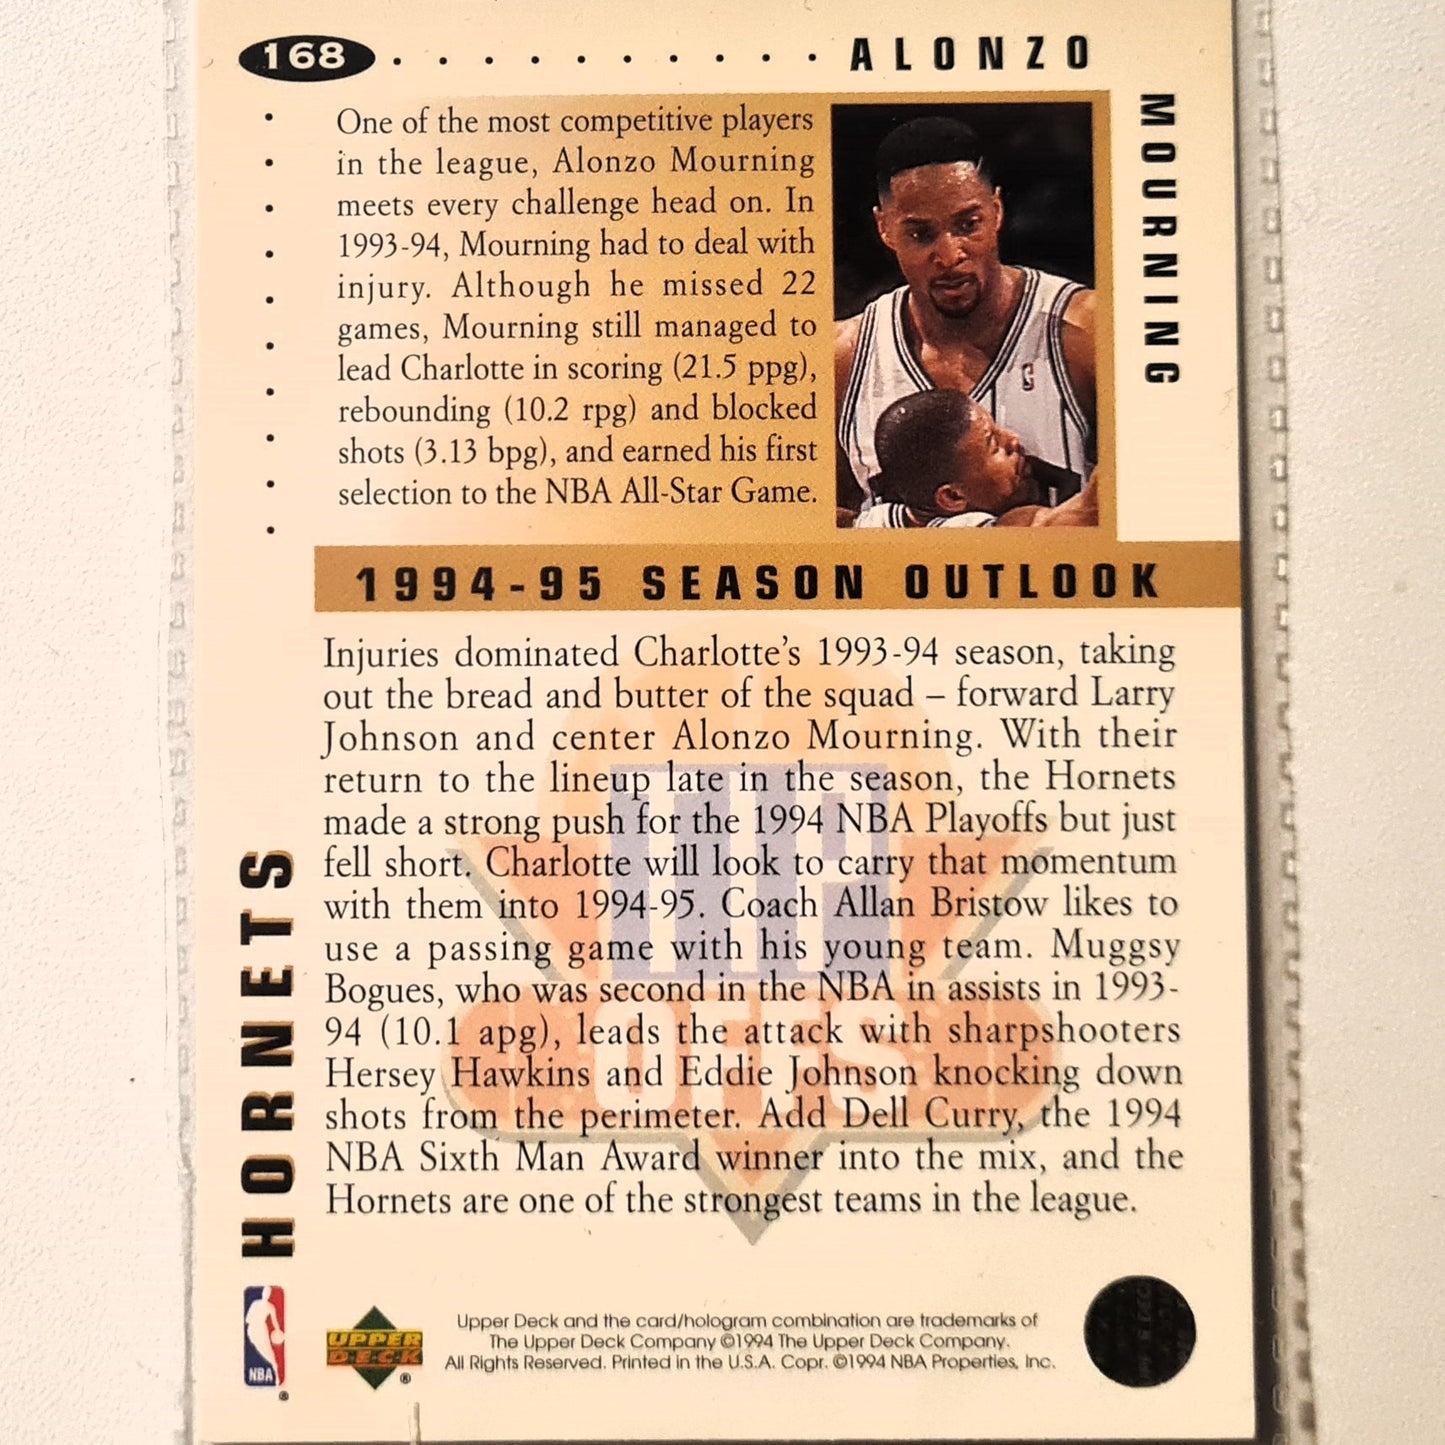 168 ALONZO
MOURNING
One of the most competitive players
in the league, Alonzo Mourning
meets every challenge head on. In
1993-94, Mourning had to deal with
injury. Although he missed 22
games, Mourning still managed to
lead Charlotte in scoring (21.5 ppg),
rebounding (10.2 rpg) and blocked
shots (3.13 bpg), and earned his first
selection to the NBA All-Star Game.
1994-95 SEASON OUTLOOK
Injuries dominated Charlotte's 1993-94 season, taking
out the bread and butter of the squad – forward Larry
Johnson and center Alonzo Mourning. With their
return to the lineup late in the season, the Hornets
made a strong push for the 1994 NBA Playoffs but just
fell short. Charlotte will look to carry that momentum
with them into 1994-95. Coach Allan Bristow likes to
use a passing game with his young team. Muggsy
Bogues, who was second in the NBA in assists in 1993-
94 (10.1 apg), leads the attack with sharpshooters
Hersey Hawkins and Eddie Johnson knocking down
shots from the perimeter. Add Dell Curry, the 1994
NBA Sixth Man Award winner into the mix, and the
Hornets are one of the strongest teams in the league.
HORNETS
NBA ®
UPPER
DECK ®
Upper Deck and the card/hologram combination are trademarks of
The Upper Deck Company ©1994 The Upper Deck Company.
All Rights Reserved. Printed in the U.S.A. Copr. ©1994 NBA Properties, Inc.